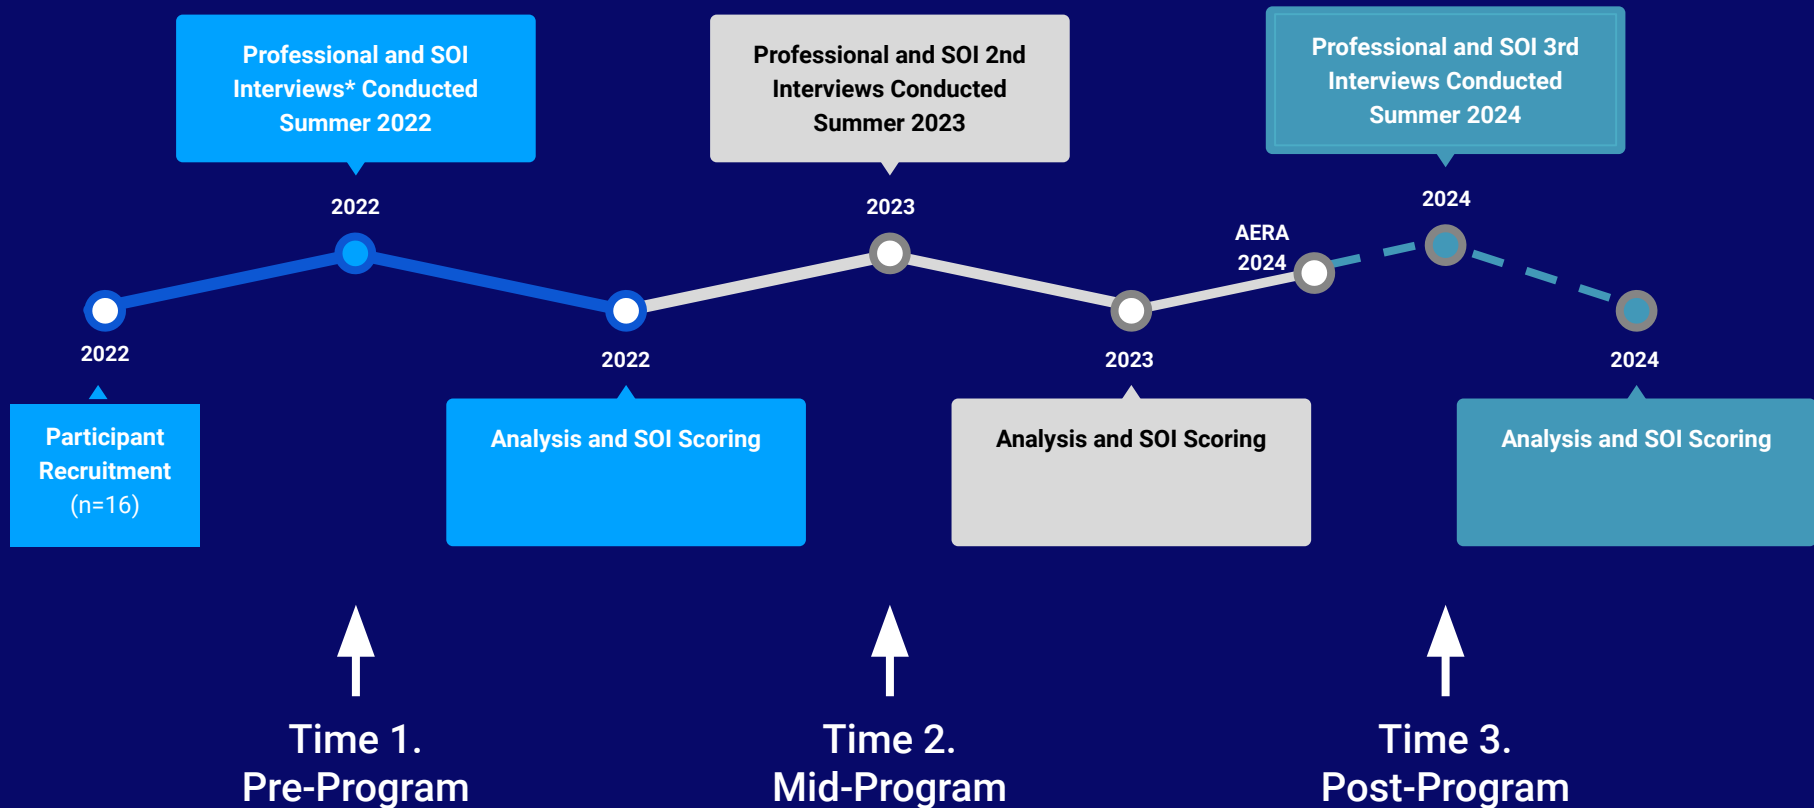 Professional and SOI
Interviews* Conducted
Summer 2022
Professional and SOI 2nd
Interviews Conducted
Summer 2023
Professional and SOI 3rd
Interviews Conducted
Summer 2024
2022
2023
2024
AERA
2024
2022
2022
2023
2024
Participant
Recruitment
(n=16)
Analysis and SOI Scoring
Analysis and SOI Scoring
Analysis and SOI Scoring
Time 1.
Pre-Program
Time 2.
Mid-Program
Time 3.
Post-Program